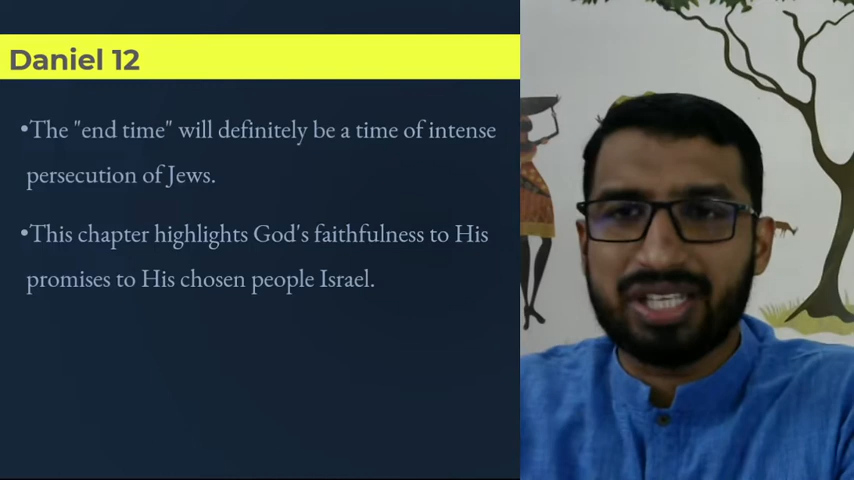 Daniel 12
•The "end time" will definitely be a time of intense
persecution of Jews.
•This chapter highlights God's faithfulness to His
promises to His chosen people Israel.